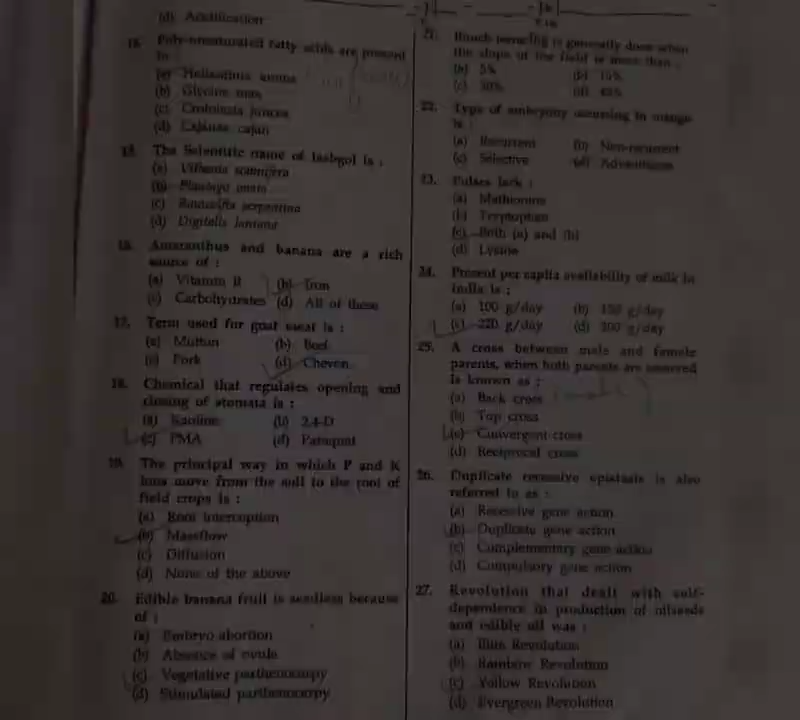 (d) Acidification
14. Poly-unsaturated fatty acids are present
in :
(a) Helianthus annus
(b) Glycine max
(c) Crotolaria juncea
(d) Cajanas cajan
15. The Scientific name of Isabgol is :
(a) Vithania somnifera
(b) Plantago ovata
(c) Rauwolfia serpentina
(d) Digitalis lantana
16. Amaranthus and banana are a rich
source of :
(a) Vitamin B (b) Iron
(c) Carbohydrates (d) All of these
17. Term used for goat meat is :
(a) Mutton (b) Beef
(c) Pork (d) Chevon
18. Chemical that regulates opening and
closing of stomata is :
(a) Kaoline (b) 2,4-D
(c) PMA (d) Paraquat
19. The principal way in which P and K
ions move from the soil to the root of
field crops is :
(a) Root interception
(b) Massflow
(c) Diffusion
(d) None of the above
20. Edible banana fruit is seedless because
of :
(a) Embryo abortion
(b) Absence of ovule
(c) Vegetative parthenocarpy
(d) Stimulated parthenocarpy
21. Bench terracing is generally done when
the slope of the field is more than :
(a) 5% (b) 15%
(c) 30% (d) 45%
22. Type of embryony occurring in mango
is :
(a) Recurrent (b) Non-recurrent
(c) Selective (d) Adventitious
23. Pulses lack :
(a) Methionine
(b) Tryptophan
(c) Both (a) and (b)
(d) Lysine
24. Present per capita availability of milk in
India is :
(a) 100 g/day (b) 150 g/day
(c) 220 g/day (d) 300 g/day
25. A cross between male and female
parents, when both parents are reversed
is known as :
(a) Back cross
(b) Top cross
(c) Convergent cross
(d) Reciprocal cross
26. Duplicate recessive epistasis is also
referred to as :
(a) Recessive gene action
(b) Duplicate gene action
(c) Complementary gene action
(d) Compulsory gene action
27. Revolution that dealt with self-
dependence in production of oilseeds
and edible oil was :
(a) Blue Revolution
(b) Rainbow Revolution
(c) Yellow Revolution
(d) Evergreen Revolution